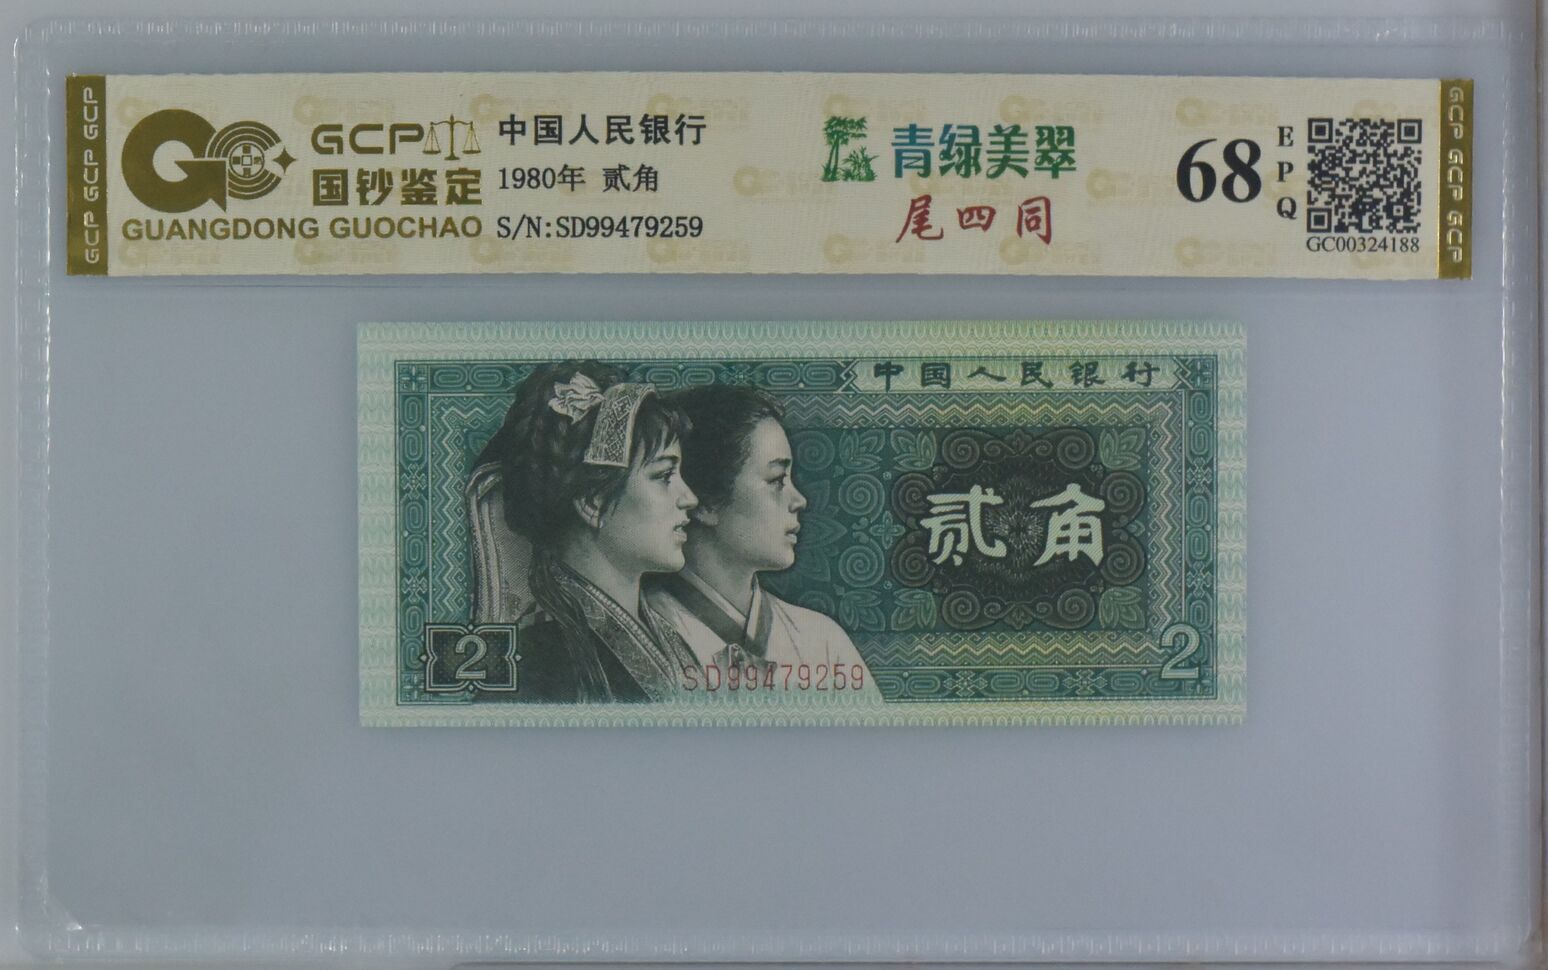 GCP GCP GCP
GCP
国钞鉴定
GUANGDONG GUOCHAO
中国人民银行
1980年 贰角
S/N:SD99479259
青绿美翠
尾四同
68
EPQ
GC00324188
GCP GCP GCP
中国人民银行
贰角
2
SD99479259
2